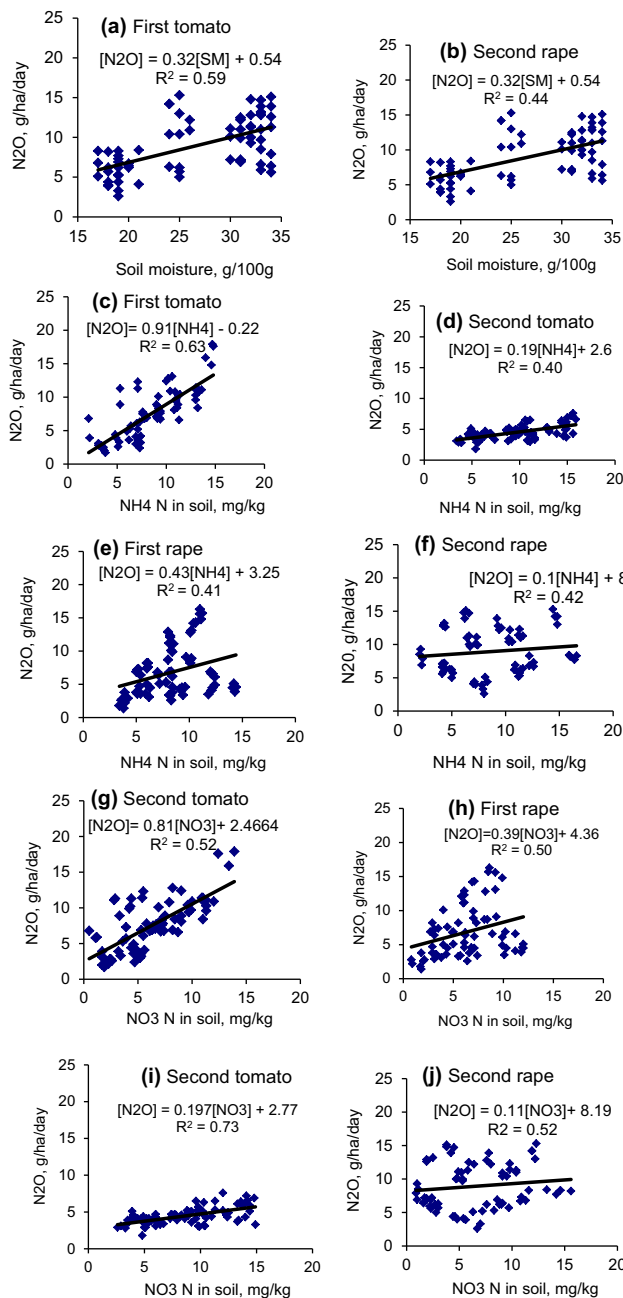 (a) First tomato
[N2O] = 0.32[SM] + 0.54
R² = 0.59
N2O, g/ha/day
25
20
15
10
5
0
15 20 25 30 35
Soil moisture, g/100g
(b) Second rape
[N2O] = 0.32[SM] + 0.54
R² = 0.44
N2O, g/ha/day
25
20
15
10
5
0
15 20 25 30 35
Soil moisture, g/100g
(c) First tomato
[N2O]= 0.91[NH4] - 0.22
R² = 0.63
N2O, g/ha/day
25
20
15
10
5
0
0 5 10 15 20
NH4 N in soil, mg/kg
(d) Second tomato
[N2O] = 0.19[NH4]+ 2.6
R² = 0.40
N2O, g/ha/day
25
20
15
10
5
0
0 5 10 15 20
NH4 N in soil, mg/kg
(e) First rape
[N2O] = 0.43[NH4] + 3.25
R² = 0.41
N2O, g/ha/day
25
20
15
10
5
0
0 5 10 15 20
NH4 N in soil, mg/kg
(f) Second rape
[N2O] = 0.1[NH4] + 8
R² = 0.42
N20, g/ha/day
25
20
15
10
5
0
0 5 10 15 20
NH4 N in soil, mg/kg
(g) Second tomato
[N2O]= 0.81[NO3]+ 2.4664
R² = 0.52
N2O, g/ha/day
25
20
15
10
5
0
0 5 10 15 20
NO3 N in soil, mg/kg
(h) First rape
[N2O]=0.39[NO3]+ 4.36
R² = 0.50
N2O, g/ha/day
25
20
15
10
5
0
0 5 10 15 20
NO3 N in soil, mg/kg
(i) Second tomato
[N2O] = 0.197[NO3] + 2.77
R² = 0.73
N2O, g/ha/day
25
20
15
10
5
0
0 5 10 15 20
NO3 N in soil, mg/kg
(j) Second rape
[N2O] = 0.11[NO3]+ 8.19
R2 = 0.52
N2O, g/ha/day
25
20
15
10
5
0
0 5 10 15 20
NO3 N in soil, mg/kg